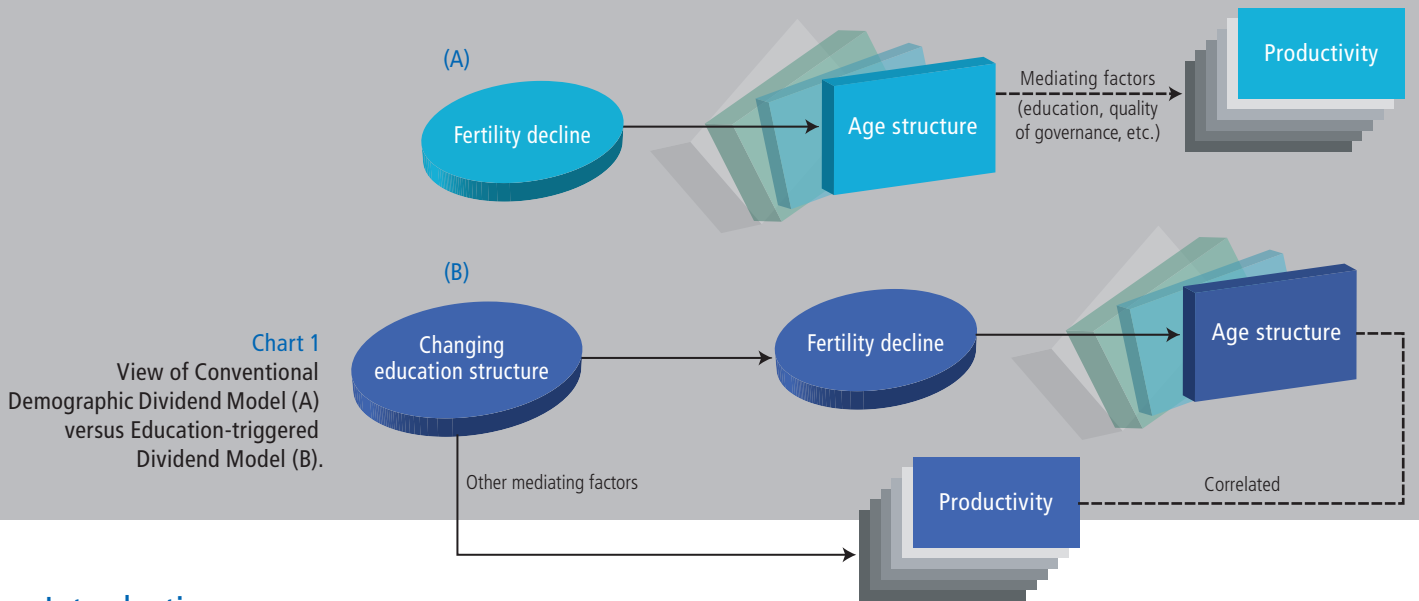 (A)
Fertility decline
Age structure
Mediating factors
(education, quality
of governance, etc.)
Productivity
(B)
Changing
education structure
Fertility decline
Age structure
Chart 1
View of Conventional
Demographic Dividend Model (A)
versus Education-triggered
Dividend Model (B).
Other mediating factors
Productivity
Correlated